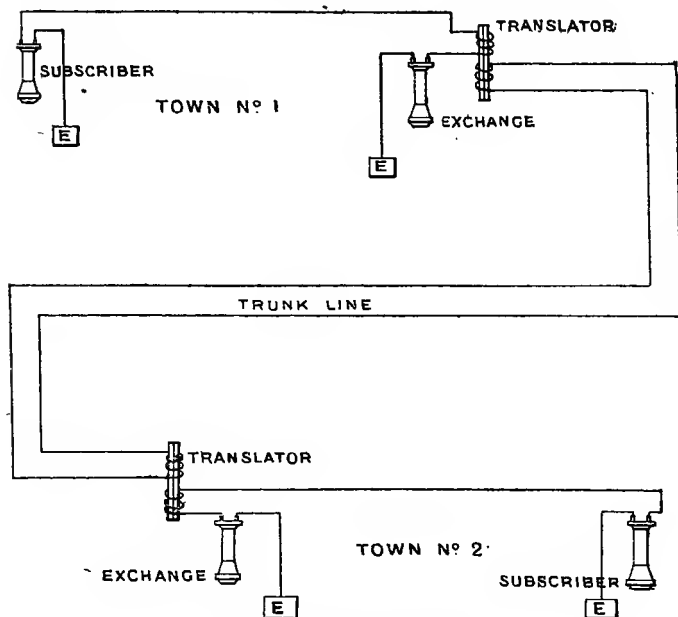 TRANSLATOR
SUBSCRIBER
TOWN Nº 1
EXCHANGE
E
E
TRUNK LINE
TRANSLATOR
TOWN Nº 2
EXCHANGE
SUBSCRIBER
E
E